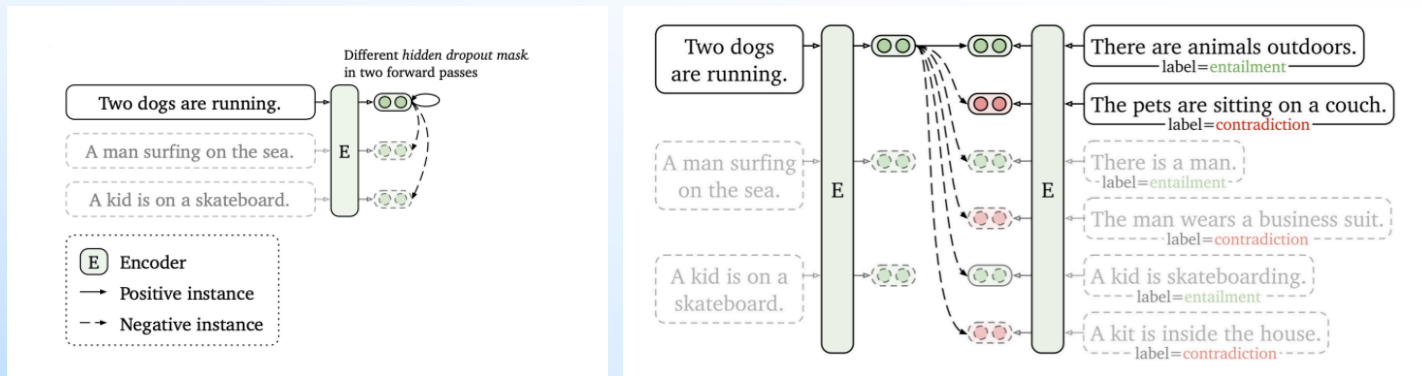 Different hidden dropout mask
in two forward passes
Two dogs are running.
A man surfing on the sea.
A kid is on a skateboard.
E
E Encoder
Positive instance
Negative instance
Two dogs
are running.
A man surfing
on the sea.
A kid is on a
skateboard.
E
E
There are animals outdoors.
label=entailment
The pets are sitting on a couch.
label=contradiction
There is a man.
label=entailment
The man wears a business suit.
label=contradiction
A kid is skateboarding.
label=entailment
A kit is inside the house.
label=contradiction